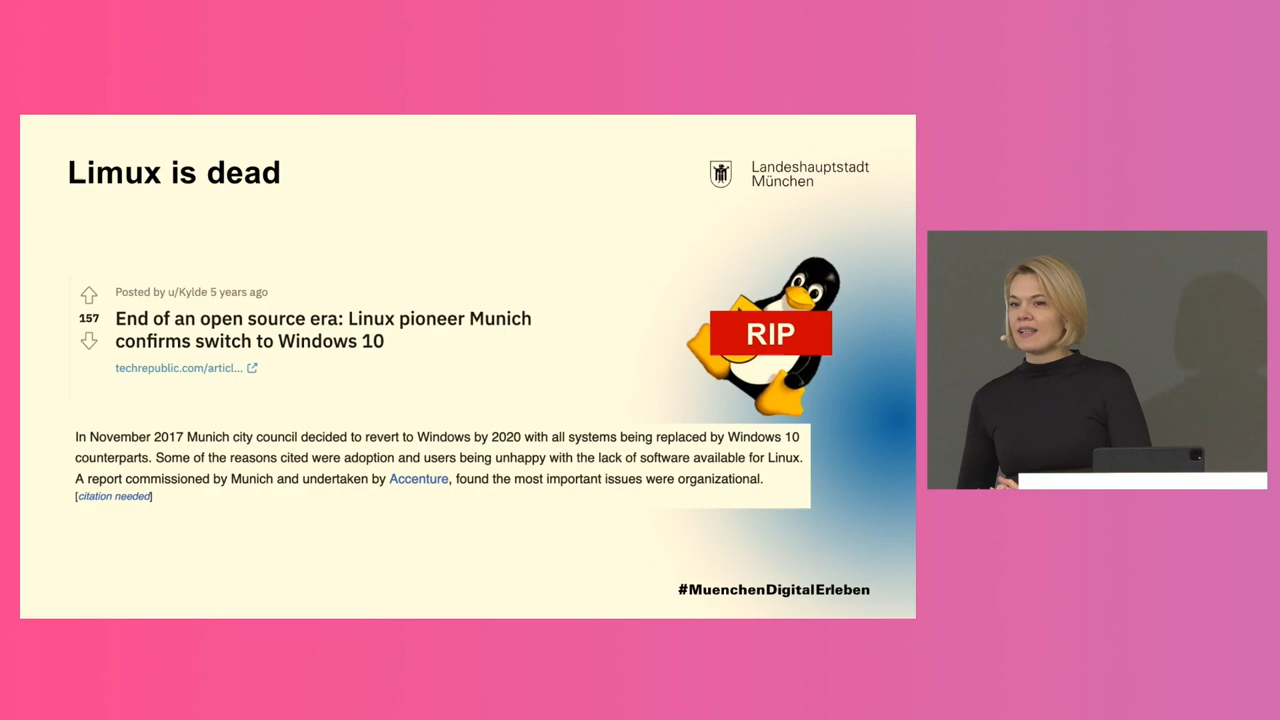 Limux is dead
Landeshauptstadt
München
Posted by u/Kylde 5 years ago
157
End of an open source era: Linux pioneer Munich
confirms switch to Windows 10
techrepublic.com/articl...
RIP
In November 2017 Munich city council decided to revert to Windows by 2020 with all systems being replaced by Windows 10
counterparts. Some of the reasons cited were adoption and users being unhappy with the lack of software available for Linux.
A report commissioned by Munich and undertaken by Accenture, found the most important issues were organizational.
[citation needed]
#MuenchenDigitalErleben